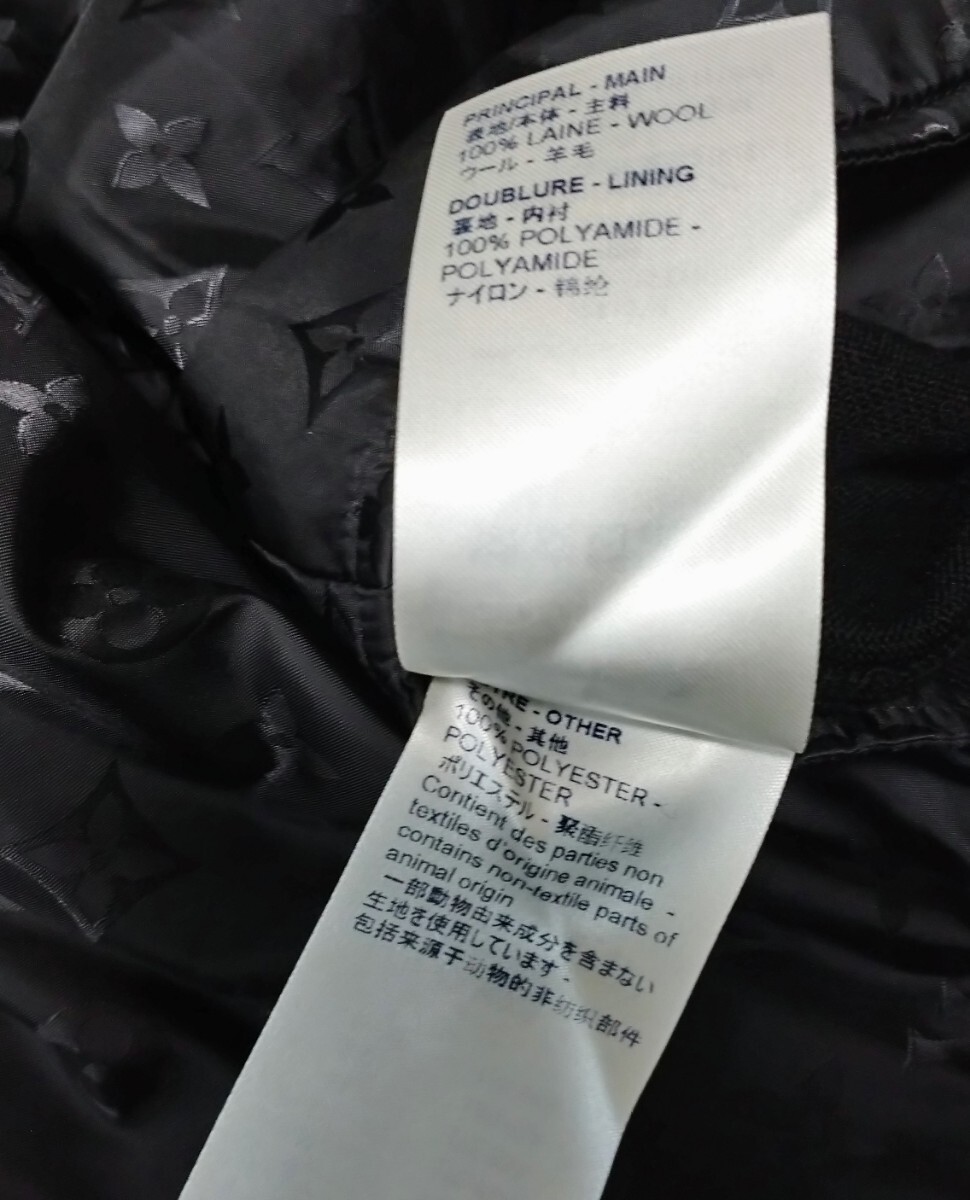 PRINCIPAL - MAIN
表地/本体 - 主料
100% LAINE - WOOL
ウール - 羊毛
DOUBLURE - LINING
裏地 - 内衬
100% POLYAMIDE -
POLYAMIDE
ナイロン - 锦纶
- OTHER
その他 - 其他
100% POLYESTER -
POLYESTER
ポリエステル - 聚酯纤维
Contient des parties non
textiles d'origine animale -
contains non-textile parts of
animal origin
一部動物由来成分を含まない
生地を使用しています -
包括来源于动物的非纺织部件